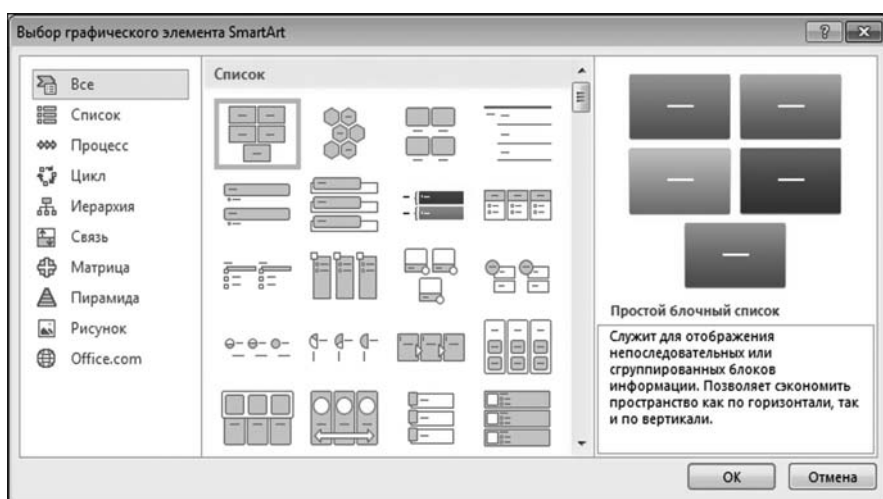 Выбор графического элемента SmartArt
Все
Список
Процесс
Цикл
Иерархия
Связь
Матрица
Пирамида
Рисунок
Office.com
Список
Простой блочный список
Служит для отображения
непоследовательных или
сгруппированных блоков
информации. Позволяет сэкономить
пространство как по горизонтали, так
и по вертикали.
ОК
Отмена